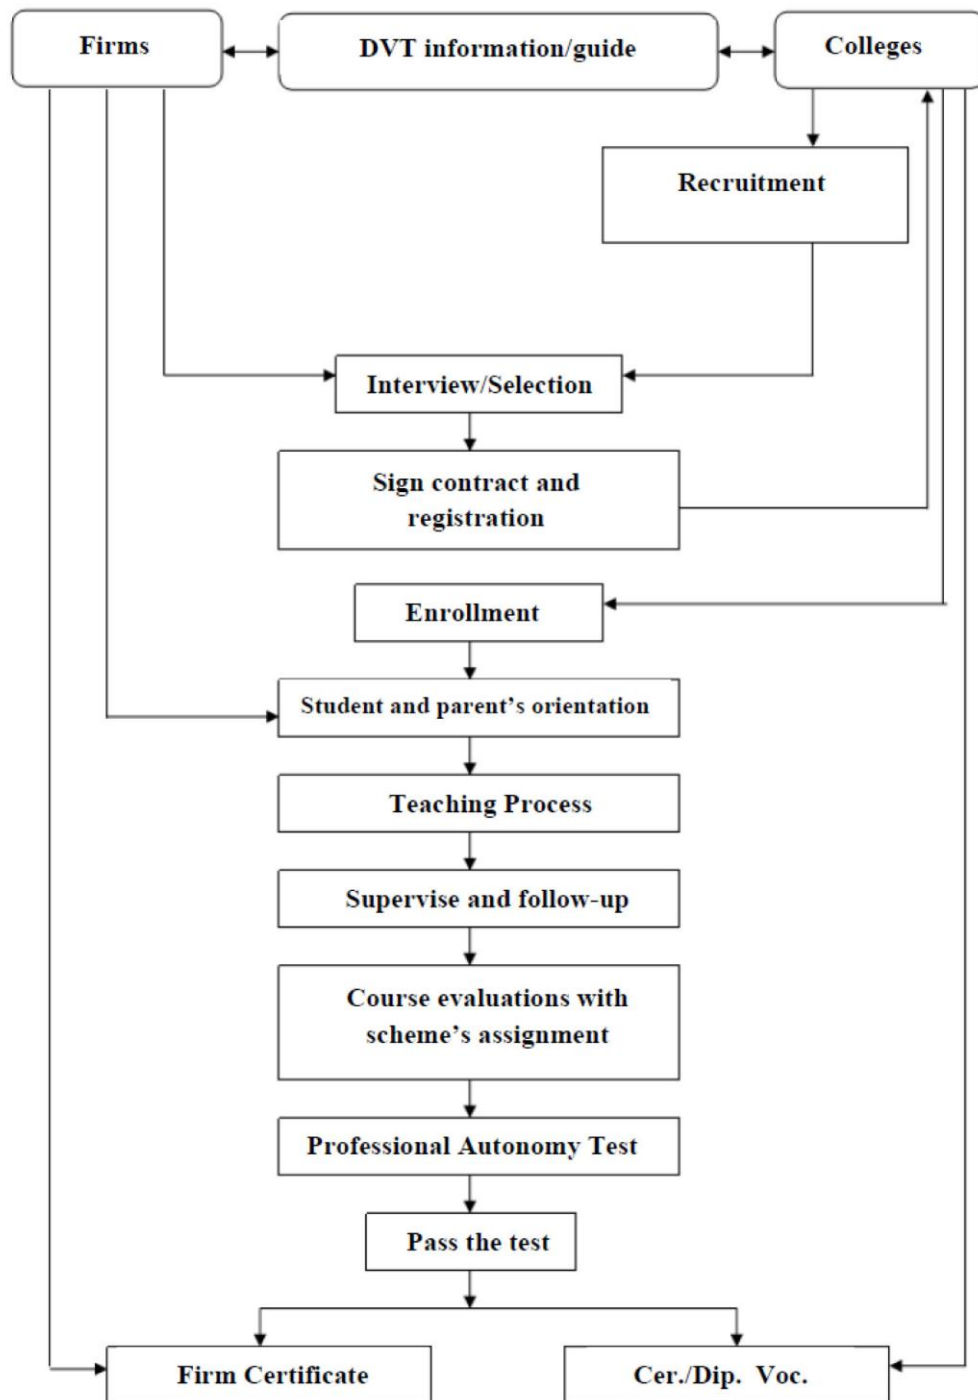 Firms
DVT information/guide
Colleges
Recruitment
Interview/Selection
Sign contract and
registration
Enrollment
Student and parent’s orientation
Teaching Process
Supervise and follow-up
Course evaluations with
scheme’s assignment
Professional Autonomy Test
Pass the test
Firm Certificate
Cer./Dip. Voc.